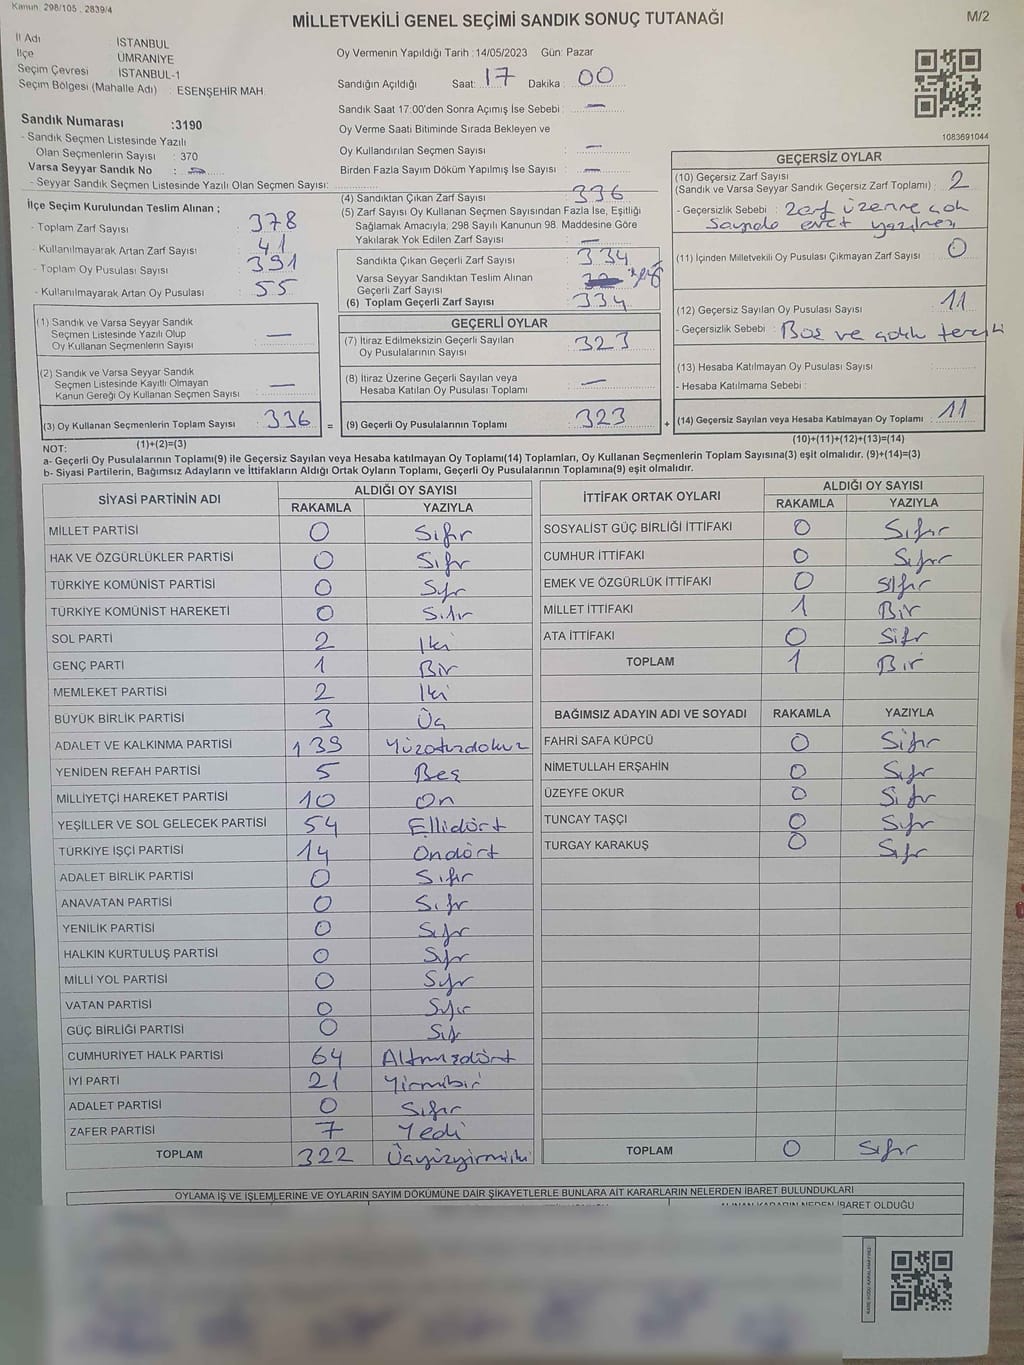 Kanun: 298/105 , 2839/4
MİLLETVEKİLİ GENEL SEÇİMİ SANDIK SONUÇ TUTANAĞI
M/2
İl Adı : İSTANBUL
İlçe : ÜMRANİYE
Seçim Çevresi : İSTANBUL-1
Seçim Bölgesi (Mahalle Adı) : ESENŞEHİR MAH.
Oy Vermenin Yapıldığı Tarih : 14/05/2023 Gün: Pazar
Sandığın Açıldığı Saat: 17 Dakika : 00
Sandık Saat 17:00'den Sonra Açımış İse Sebebi : —
Oy Verme Saati Bitiminde Sırada Bekleyen ve
Oy Kullandırılan Seçmen Sayısı : —
Birden Fazla Sayım Döküm Yapılmış İse Sayısı : —
1083691044
Sandık Numarası :3190
- Sandık Seçmen Listesinde Yazılı
Olan Seçmenlerin Sayısı : 370
Varsa Seyyar Sandık No : —
- Seyyar Sandık Seçmen Listesinde Yazılı Olan Seçmen Sayısı:
İlçe Seçim Kurulundan Teslim Alınan ;
- Toplam Zarf Sayısı : 378
- Kullanılmayarak Artan Zarf Sayısı : 41
- Toplam Oy Pusulası Sayısı : 391
- Kullanılmayarak Artan Oy Pusulası : 55
(1) Sandık ve Varsa Seyyar Sandık
Seçmen Listesinde Yazılı Olup
Oy Kullanan Seçmenlerin Sayısı : —
(2) Sandık ve Varsa Seyyar Sandık
Seçmen Listesinde Kayıtlı Olmayan
Kanun Gereği Oy Kullanan Seçmen Sayısı : —
(3) Oy Kullanan Seçmenlerin Toplam Sayısı : 336 =
(1)+(2)=(3)
(4) Sandıktan Çıkan Zarf Sayısı : 336
(5) Zarf Sayısı Oy Kullanan Seçmen Sayısından Fazla İse, Eşitliği
Sağlamak Amacıyla; 298 Sayılı Kanunun 98. Maddesine Göre
Yakılarak Yok Edilen Zarf Sayısı : —
Sandıkta Çıkan Geçerli Zarf Sayısı : 334
Varsa Seyyar Sandıktan Teslim Alınan
Geçerli Zarf Sayısı :
(6) Toplam Geçerli Zarf Sayısı : 334
GEÇERLİ OYLAR
(7) İtiraz Edilmeksizin Geçerli Sayılan
Oy Pusulalarının Sayısı : 323
(8) İtiraz Üzerine Geçerli Sayılan veya
Hesaba Katılan Oy Pusulası Toplamı : —
(9) Geçerli Oy Pusulalarının Toplamı : 323 +
GEÇERSİZ OYLAR
(10) Geçersiz Zarf Sayısı
(Sandık ve Varsa Seyyar Sandık Geçersiz Zarf Toplamı) : 2
- Geçersizlik Sebebi : Zarf üzerine çok
sayıda evet yazılması
(11) İçinden Milletvekili Oy Pusulası Çikmayan Zarf Sayısı : 0
(12) Geçersiz Sayılan Oy Pusulası Sayısı : 11
- Geçersizlik Sebebi : Boş ve çoklu tercih
(13) Hesaba Katılmayan Oy Pusulası Sayısı :
- Hesaba Katılmama Sebebi :
(14) Geçersiz Sayılan veya Hesaba Katılmayan Oy Toplamı : 11
(10)+(11)+(12)+(13)=(14)
NOT:
a- Geçerli Oy Pusulalarının Toplamı(9) ile Geçersiz Sayılan veya Hesaba katılmayan Oy Toplamı(14) Toplamları, Oy Kullanan Seçmenlerin Toplam Sayısına(3) eşit olmalıdır. (9)+(14)=(3)
b- Siyasi Partilerin, Bağımsız Adayların ve İttifakların Aldığı Ortak Oyların Toplamı, Geçerli Oy Pusulalarının Toplamına(9) eşit olmalıdır.
SİYASİ PARTİNİN ADI ALDIĞI OY SAYISI
RAKAMLA YAZIYLA
MİLLET PARTİSİ 0 Sıfır
HAK VE ÖZGÜRLÜKLER PARTİSİ 0 Sıfır
TÜRKİYE KOMÜNİST PARTİSİ 0 Sıfır
TÜRKİYE KOMÜNİST HAREKETİ 0 Sıfır
SOL PARTİ 2 İki
GENÇ PARTİ 1 Bir
MEMLEKET PARTİSİ 2 İki
BÜYÜK BİRLİK PARTİSİ 3 Üç
ADALET VE KALKINMA PARTİSİ 139 Yüzotuzdokuz
YENİDEN REFAH PARTİSİ 5 Beş
MİLLİYETÇİ HAREKET PARTİSİ 10 On
YEŞİLLER VE SOL GELECEK PARTİSİ 54 Ellidört
TÜRKİYE İŞÇİ PARTİSİ 14 Ondört
ADALET BİRLİK PARTİSİ 0 Sıfır
ANAVATAN PARTİSİ 0 Sıfır
YENİLİK PARTİSİ 0 Sıfır
HALKIN KURTULUŞ PARTİSİ 0 Sıfır
MİLLİ YOL PARTİSİ 0 Sıfır
VATAN PARTİSİ 0 Sıfır
GÜÇ BİRLİĞİ PARTİSİ 0 Sıfır
CUMHURİYET HALK PARTİSİ 64 Altmışdört
İYİ PARTİ 21 Yirmibir
ADALET PARTİSİ 0 Sıfır
ZAFER PARTİSİ 7 Yedi
TOPLAM 322 Üçyüzyirmiiki
İTTİFAK ORTAK OYLARI ALDIĞI OY SAYISI
RAKAMLA YAZIYLA
SOSYALİST GÜÇ BİRLİĞİ İTTİFAKI 0 Sıfır
CUMHUR İTTİFAKI 0 Sıfır
EMEK VE ÖZGÜRLÜK İTTİFAKI 0 Sıfır
MİLLET İTTİFAKI 1 Bir
ATA İTTİFAKI 0 Sıfır
TOPLAM 1 Bir
BAĞIMSIZ ADAYIN ADI VE SOYADI RAKAMLA YAZIYLA
FAHRİ SAFA KÜPCÜ 0 Sıfır
NİMETULLAH ERŞAHİN 0 Sıfır
ÜZEYFE OKUR 0 Sıfır
TUNCAY TAŞÇI 0 Sıfır
TURGAY KARAKUŞ 0 Sıfır
TOPLAM 0 Sıfır
OYLAMA İŞ VE İŞLEMLERİNE VE OYLARIN SAYIM DÖKÜMÜNE DAİR ŞİKAYETLERLE BUNLARA AİT KARARLARIN NELERDEN İBARET BULUNDUKLARI
ALINAN KARARIN NEDEN İBARET OLDUĞU